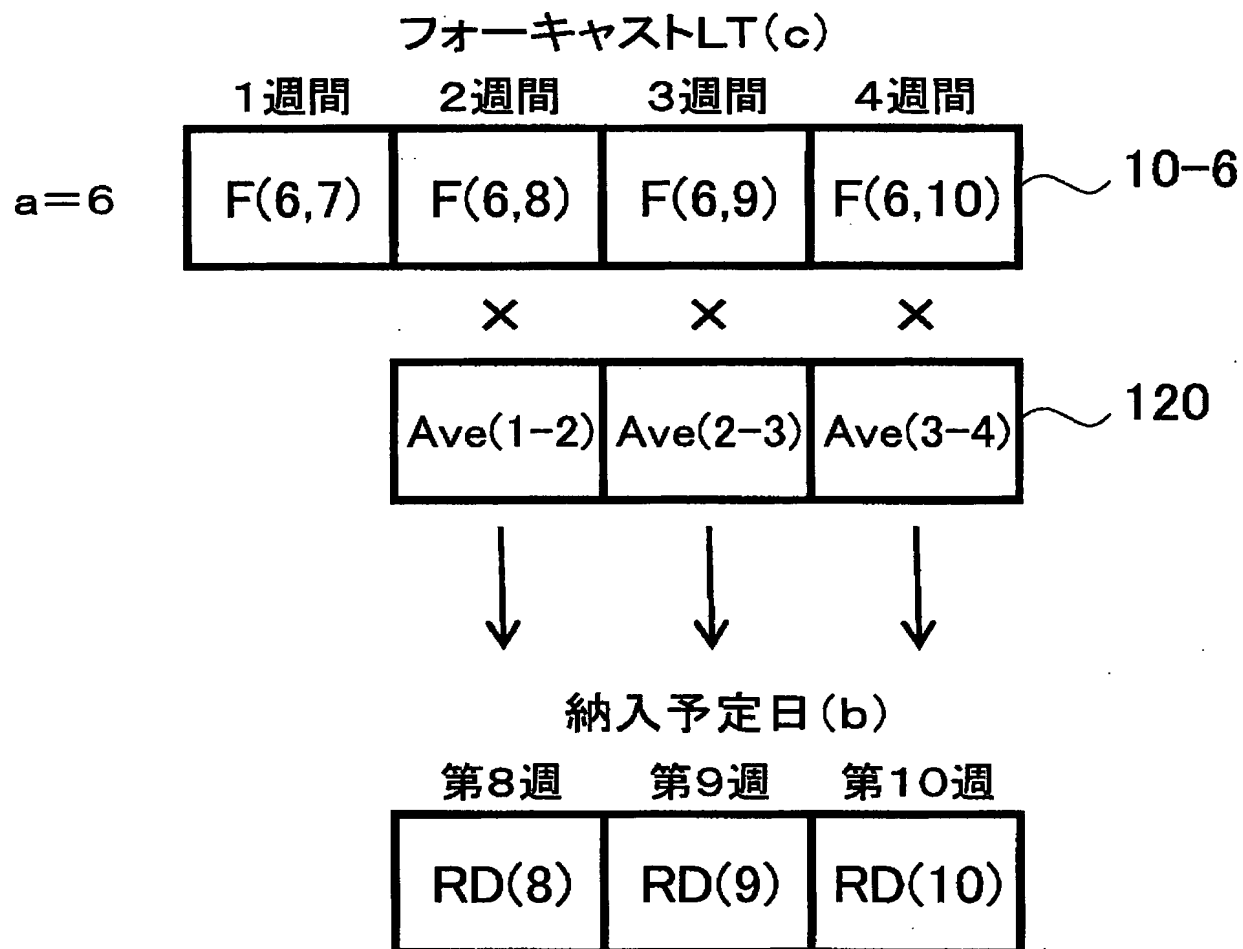 フォーキャストLT(c)
1週間 2週間 3週間 4週間
a=6 F(6,7) F(6,8) F(6,9) F(6,10) 10-6
× × ×
Ave(1-2) Ave(2-3) Ave(3-4) 120
納入予定日(b)
第8週 第9週 第10週
RD(8) RD(9) RD(10)